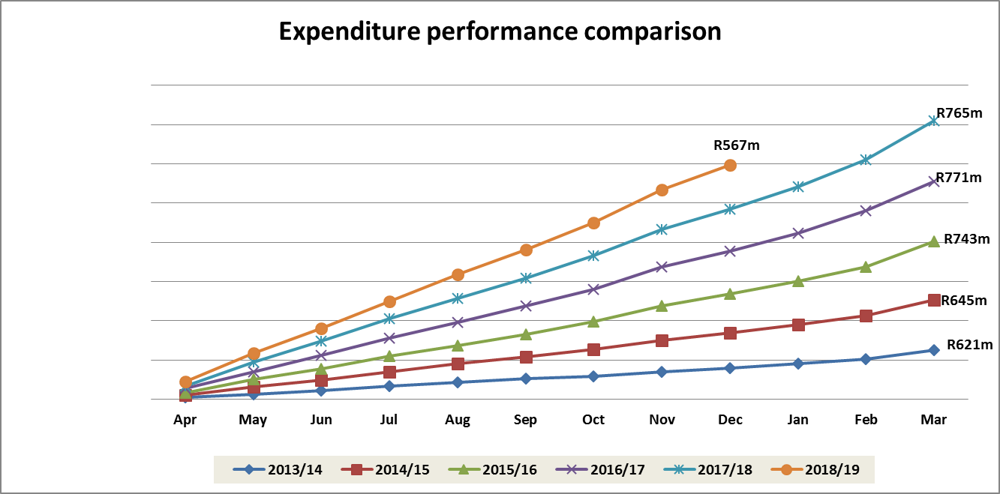 Expenditure performance comparison
R765m
R567m
R771m
R743m
R645m
R621m
Apr May Jun Jul Aug Sep Oct Nov Dec Jan Feb Mar
2013/14 2014/15 2015/16 2016/17 2017/18 2018/19